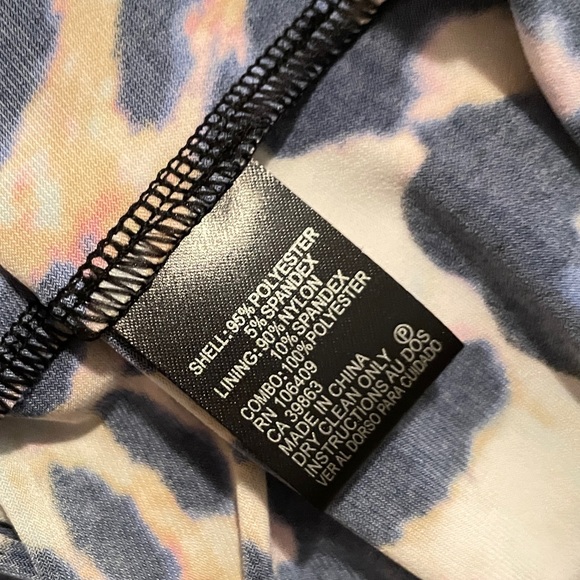 SHELL: 95% POLYESTER
5% SPANDEX
LINING: 90% NYLON
10% SPANDEX
COMBO: 100% POLYESTER
RN 106409
CA 39863
MADE IN CHINA
DRY CLEAN ONLY
INSTRUCTIONS AU DOS
VER AL DORSO PARA CUIDADO
P